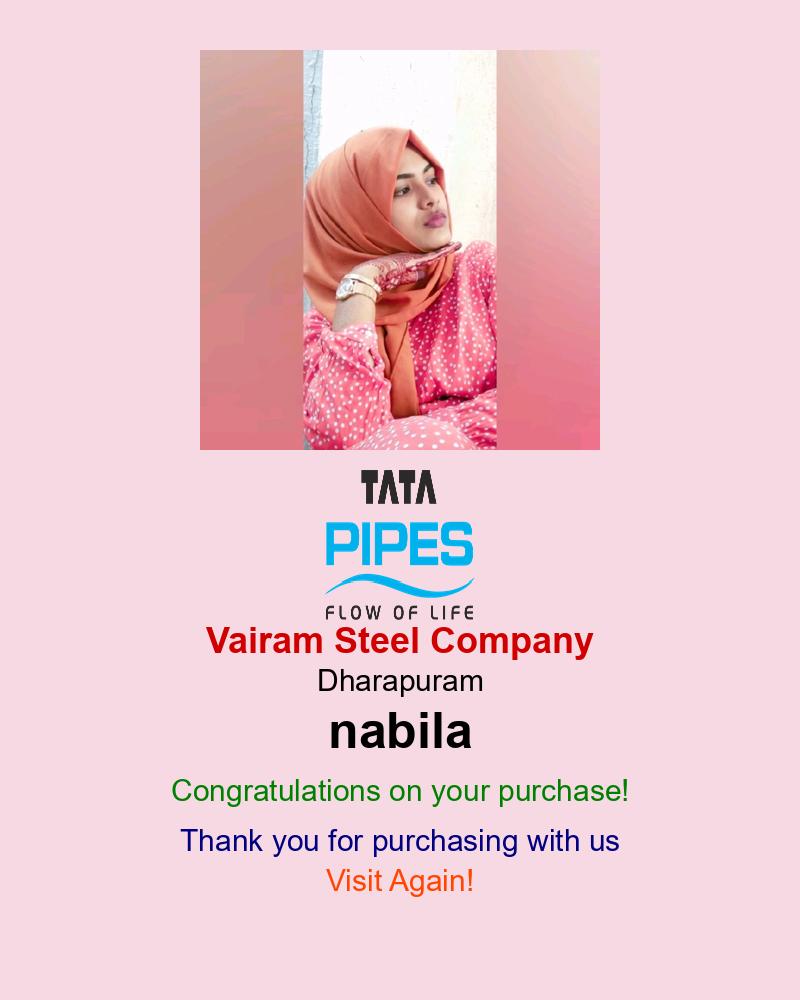 TATA
PIPES
FLOW OF LIFE
Vairam Steel Company
Dharapuram
nabila
Congratulations on your purchase!
Thank you for purchasing with us
Visit Again!